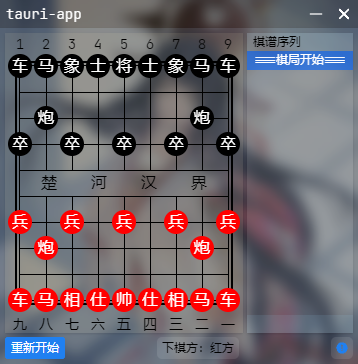 tauri-app
1 2 3 4 5 6 7 8 9
棋谱序列
===棋局开始===
车马象士将士象马车
炮 炮
卒 卒 卒 卒 卒
楚 河 汉 界
兵 兵 兵 兵 兵
炮 炮
车马相仕帅仕相马车
九 八 七 六 五 四 三 二 一
重新开始
下棋方: 红方